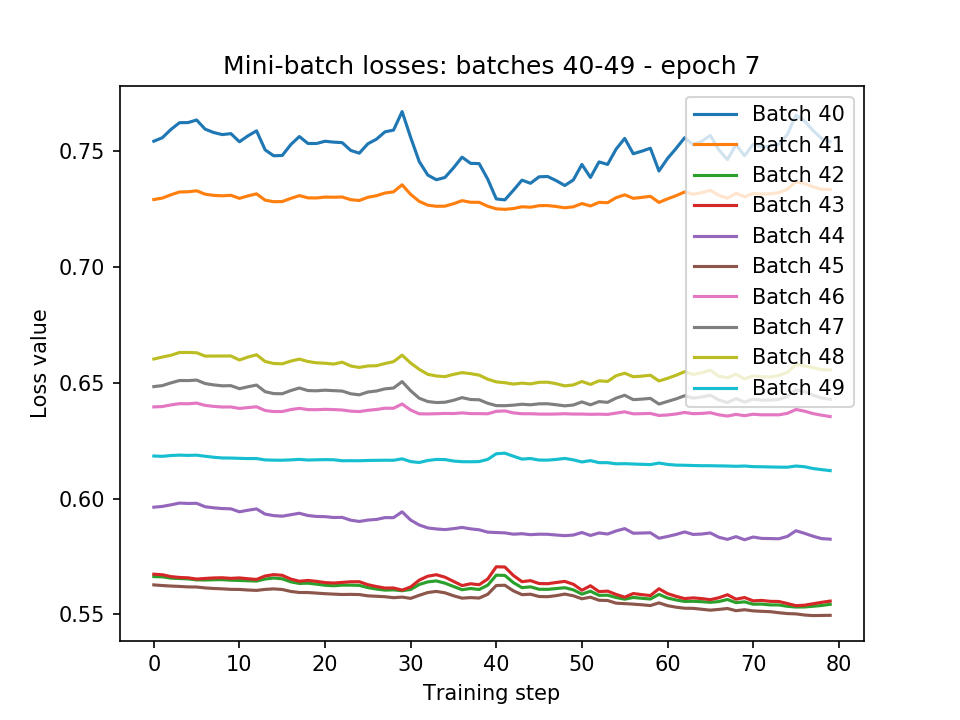 Mini-batch losses: batches 40-49 - epoch 7
Loss value
0.75
0.70
0.65
0.60
0.55
Batch 40
Batch 41
Batch 42
Batch 43
Batch 44
Batch 45
Batch 46
Batch 47
Batch 48
Batch 49
0 10 20 30 40 50 60 70 80
Training step